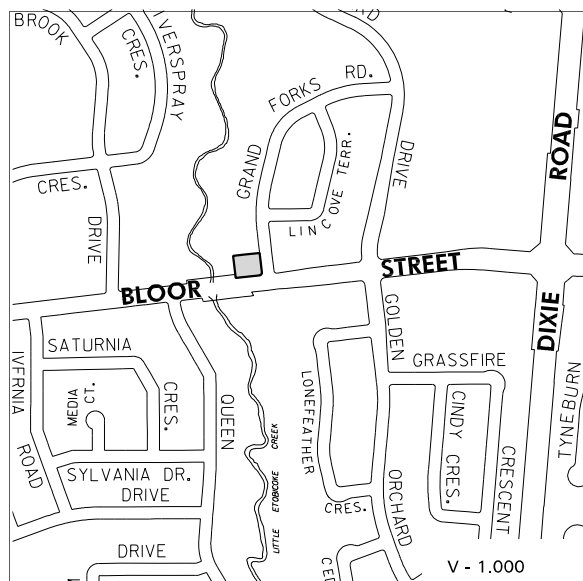 BROOK
CRES.
VERSPRAY
FORKS RD.
GRAND
LINCOVE TERR.
DRIVE
ROAD
CRES.
DRIVE
BLOOR STREET
DIXIE
GOLDEN
SATURNIA
CRES.
GRASSFIRE
IVERNIA
ROAD
MEDIA
CT.
QUEEN
LONEFEATHER
CRES.
CINDY CRES.
CRESCENT
TYNEBURN
SYLVANIA DR.
DRIVE
LITTLE ETOBICOKE CREEK
ORCHARD
DRIVE
V - 1.000